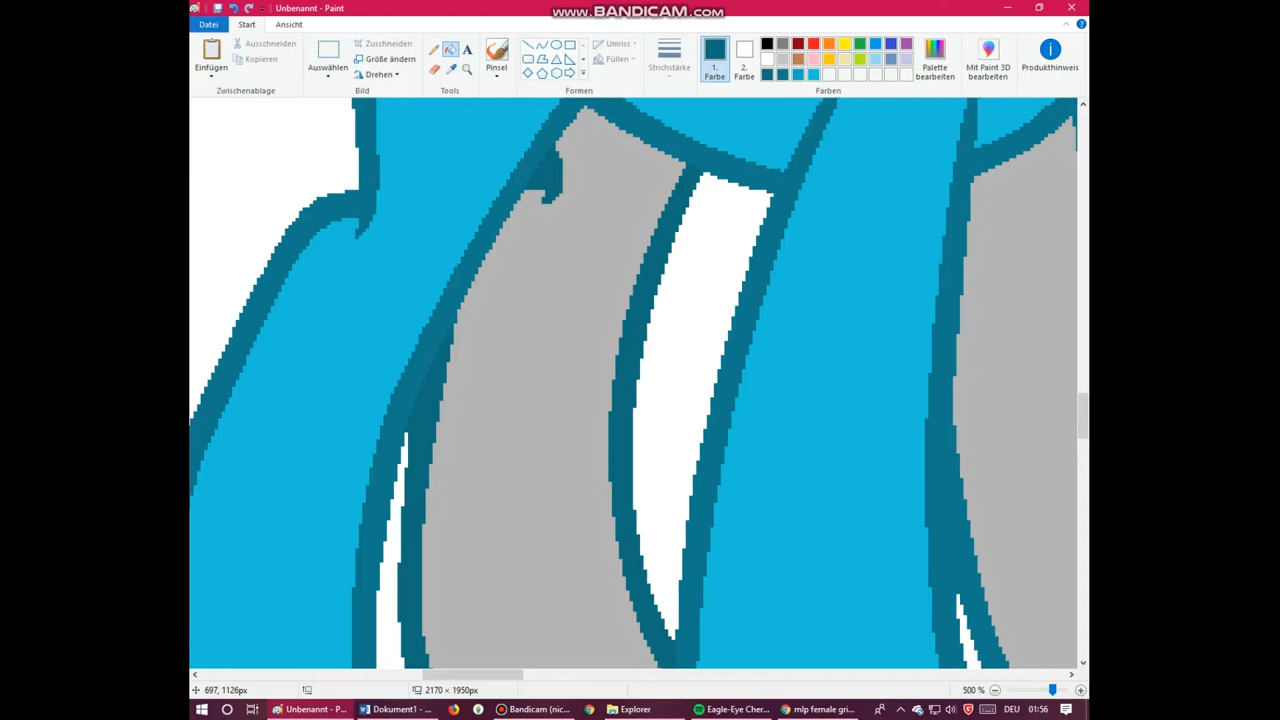 Unbenannt - Paint
www.BANDICAM.com
Datei
Start
Ansicht
Einfügen
Ausschneiden
Kopieren
Zwischenablage
Auswählen
Zuschneiden
Größe ändern
Drehen
Bild
A
Tools
Pinsel
Umriss
Füllen
Formen
Strichstärke
1.
Farbe
2.
Farbe
Palette
bearbeiten
Farben
Mit Paint 3D
bearbeiten
Produkthinweis
697, 1126px
2170 × 1950px
500 %
Unbenannt - P...
Dokument1 - ...
Bandicam (nic...
Explorer
Eagle-Eye Cher...
mlp female gri...
DEU
01:56